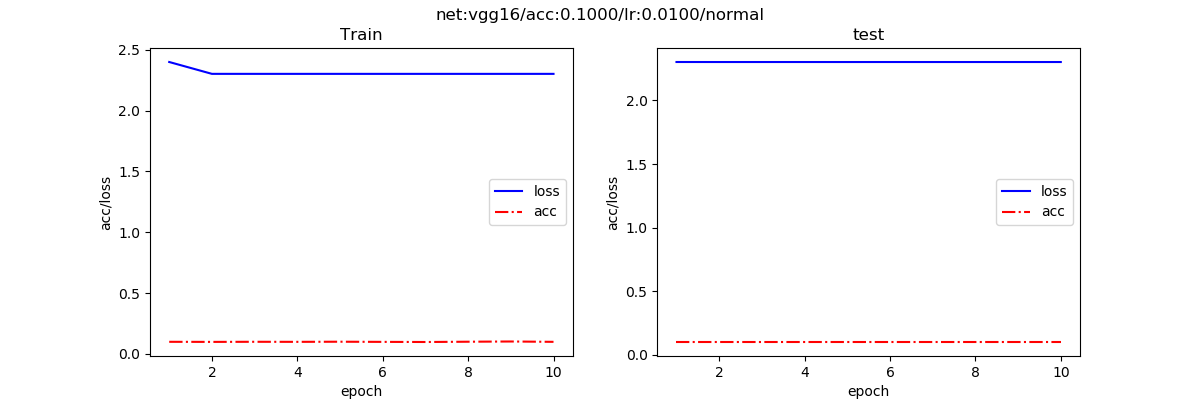 net:vgg16/acc:0.1000/lr:0.0100/normal
Train
test
2.5
2.0
1.5
1.0
0.5
0.0
acc/loss
loss
acc
2 4 6 8 10
epoch
2.0
1.5
1.0
0.5
0.0
acc/loss
loss
acc
2 4 6 8 10
epoch